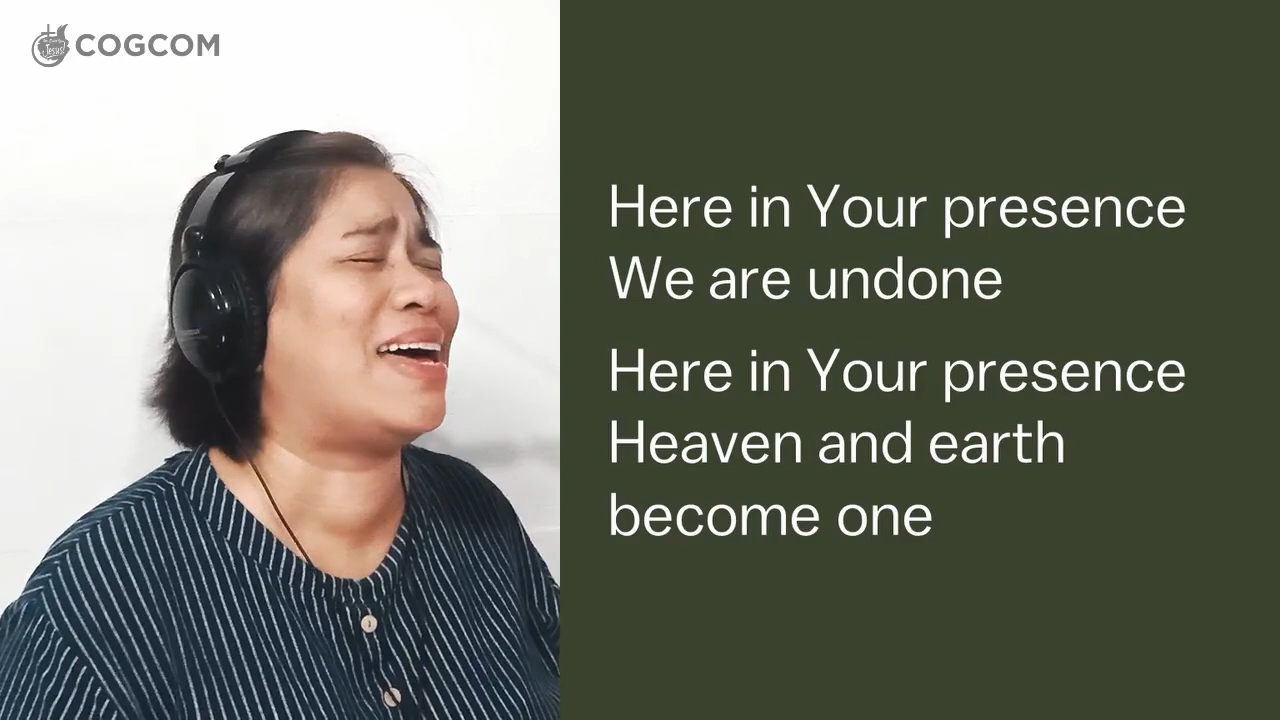 COGCOM
Here in Your presence
We are undone
Here in Your presence
Heaven and earth
become one